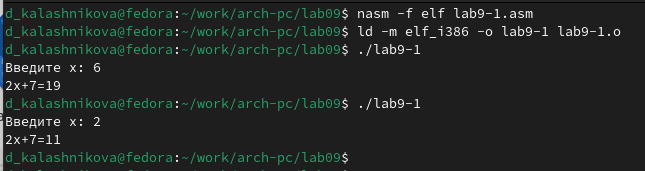 d_kalashnikova@fedora:~/work/arch-pc/lab09$ nasm -f elf lab9-1.asm
d_kalashnikova@fedora:~/work/arch-pc/lab09$ ld -m elf_i386 -o lab9-1 lab9-1.o
d_kalashnikova@fedora:~/work/arch-pc/lab09$ ./lab9-1
Введите x: 6
2x+7=19
d_kalashnikova@fedora:~/work/arch-pc/lab09$ ./lab9-1
Введите x: 2
2x+7=11
d_kalashnikova@fedora:~/work/arch-pc/lab09$